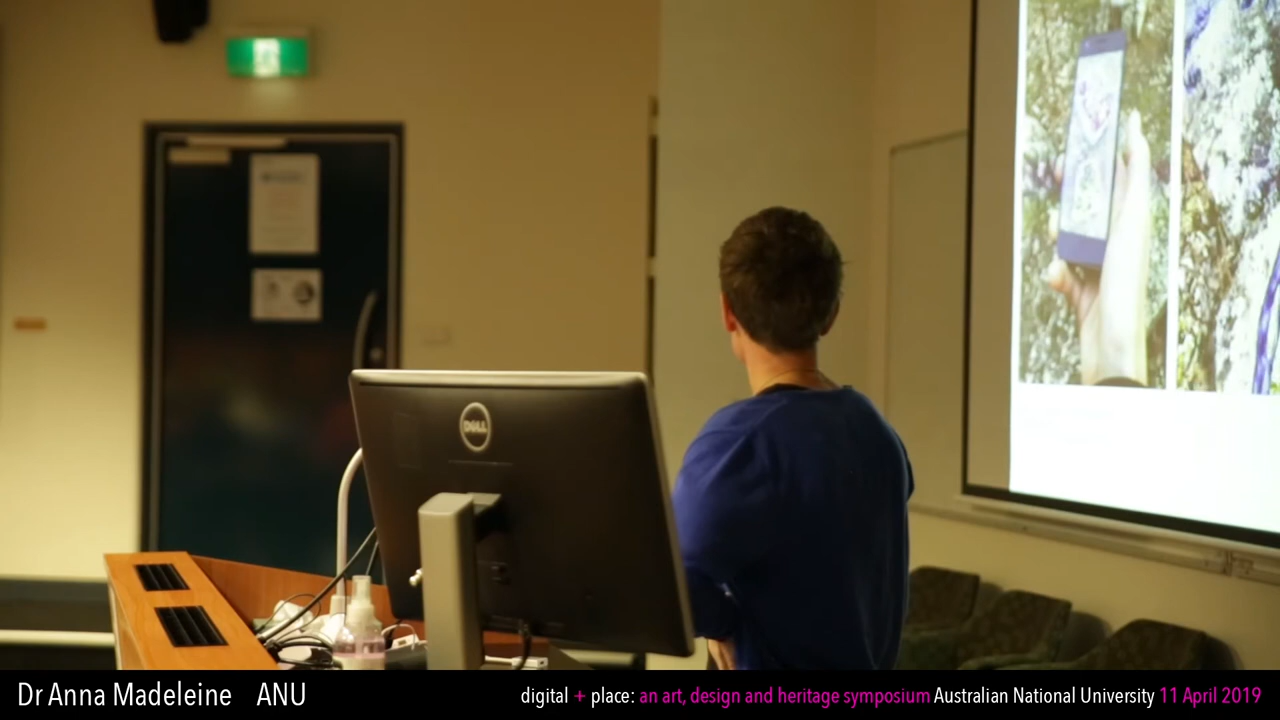 DELL
Dr Anna Madeleine ANU
digital + place: an art, design and heritage symposium Australian National University 11 April 2019